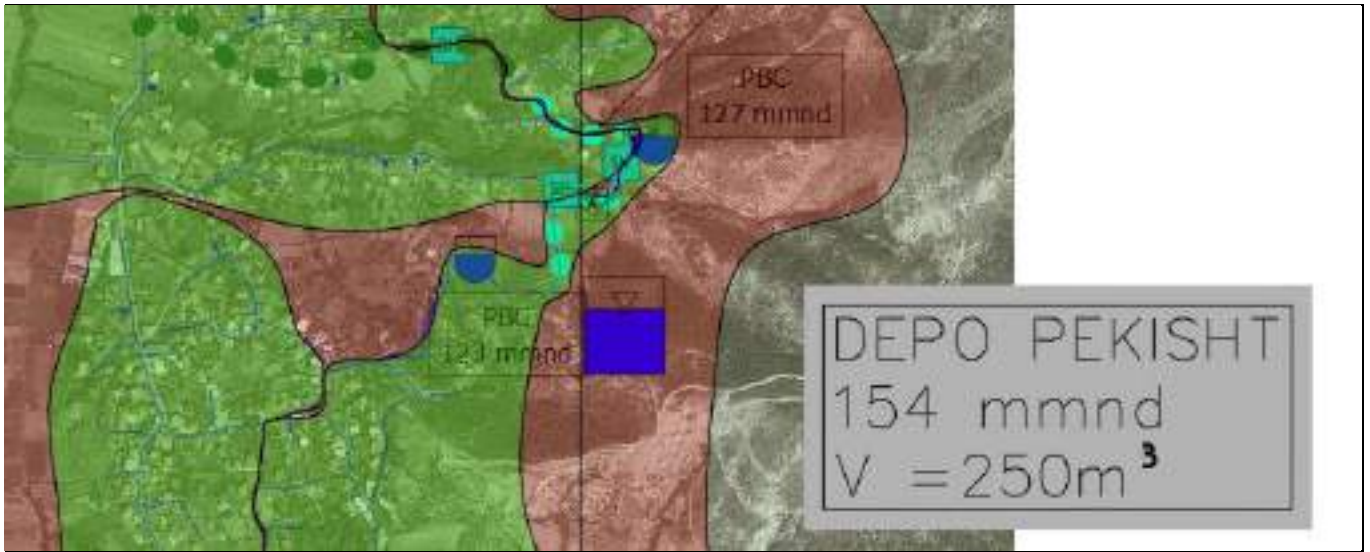 PBC
127 mmnd
PBC
123 mmnd
DEPO PEKISHT
154 mmnd
V =250m³